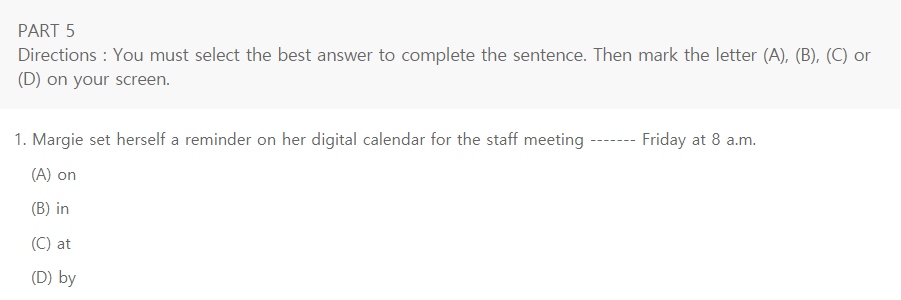 PART 5
Directions : You must select the best answer to complete the sentence. Then mark the letter (A), (B), (C) or
(D) on your screen.
1. Margie set herself a reminder on her digital calendar for the staff meeting ------- Friday at 8 a.m.
(A) on
(B) in
(C) at
(D) by